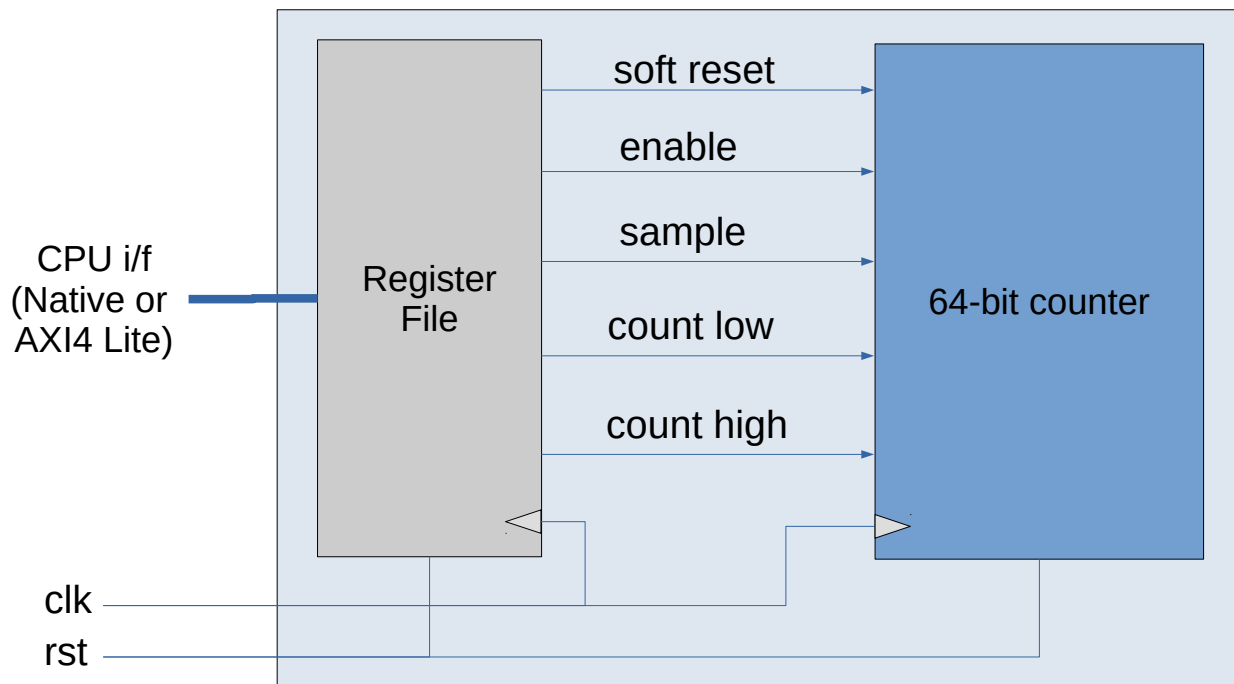 soft reset
enable
sample
count low
count high
CPU i/f
(Native or
AXI4 Lite)
Register
File
64-bit counter
clk
rst